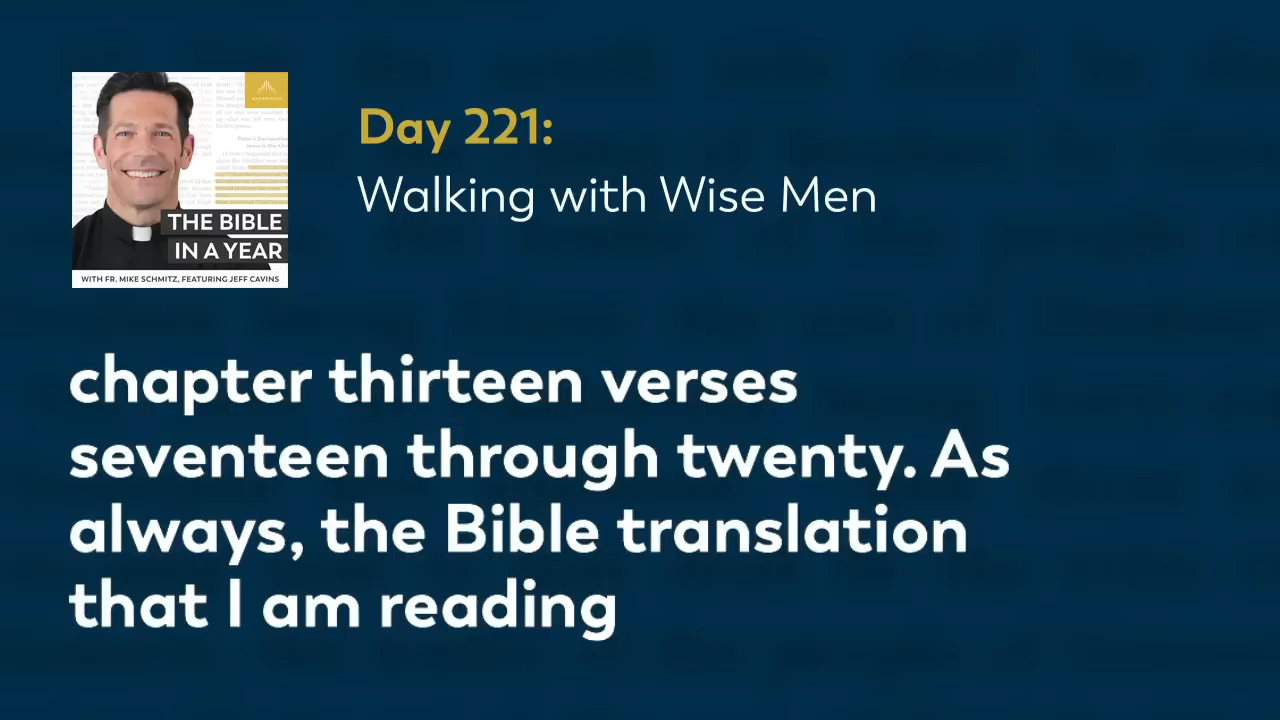 THE BIBLE
IN A YEAR
WITH FR. MIKE SCHMITZ, FEATURING JEFF CAVINS
Day 221:
Walking with Wise Men
chapter thirteen verses
seventeen through twenty. As
always, the Bible translation
that I am reading